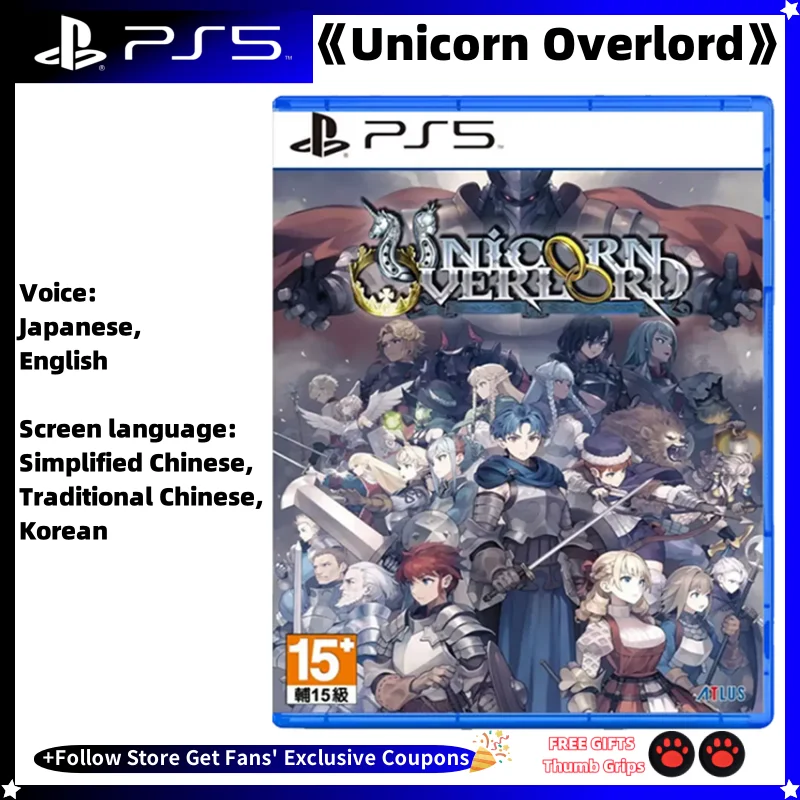 PS5
《Unicorn Overlord》
PS5
UNICORN
OVERLORD
Voice:
Japanese,
English
Screen language:
Simplified Chinese,
Traditional Chinese,
Korean
15+
輔15級
ATLUS
+Follow Store Get Fans' Exclusive Coupons
FREE GIFTS
Thumb Grips